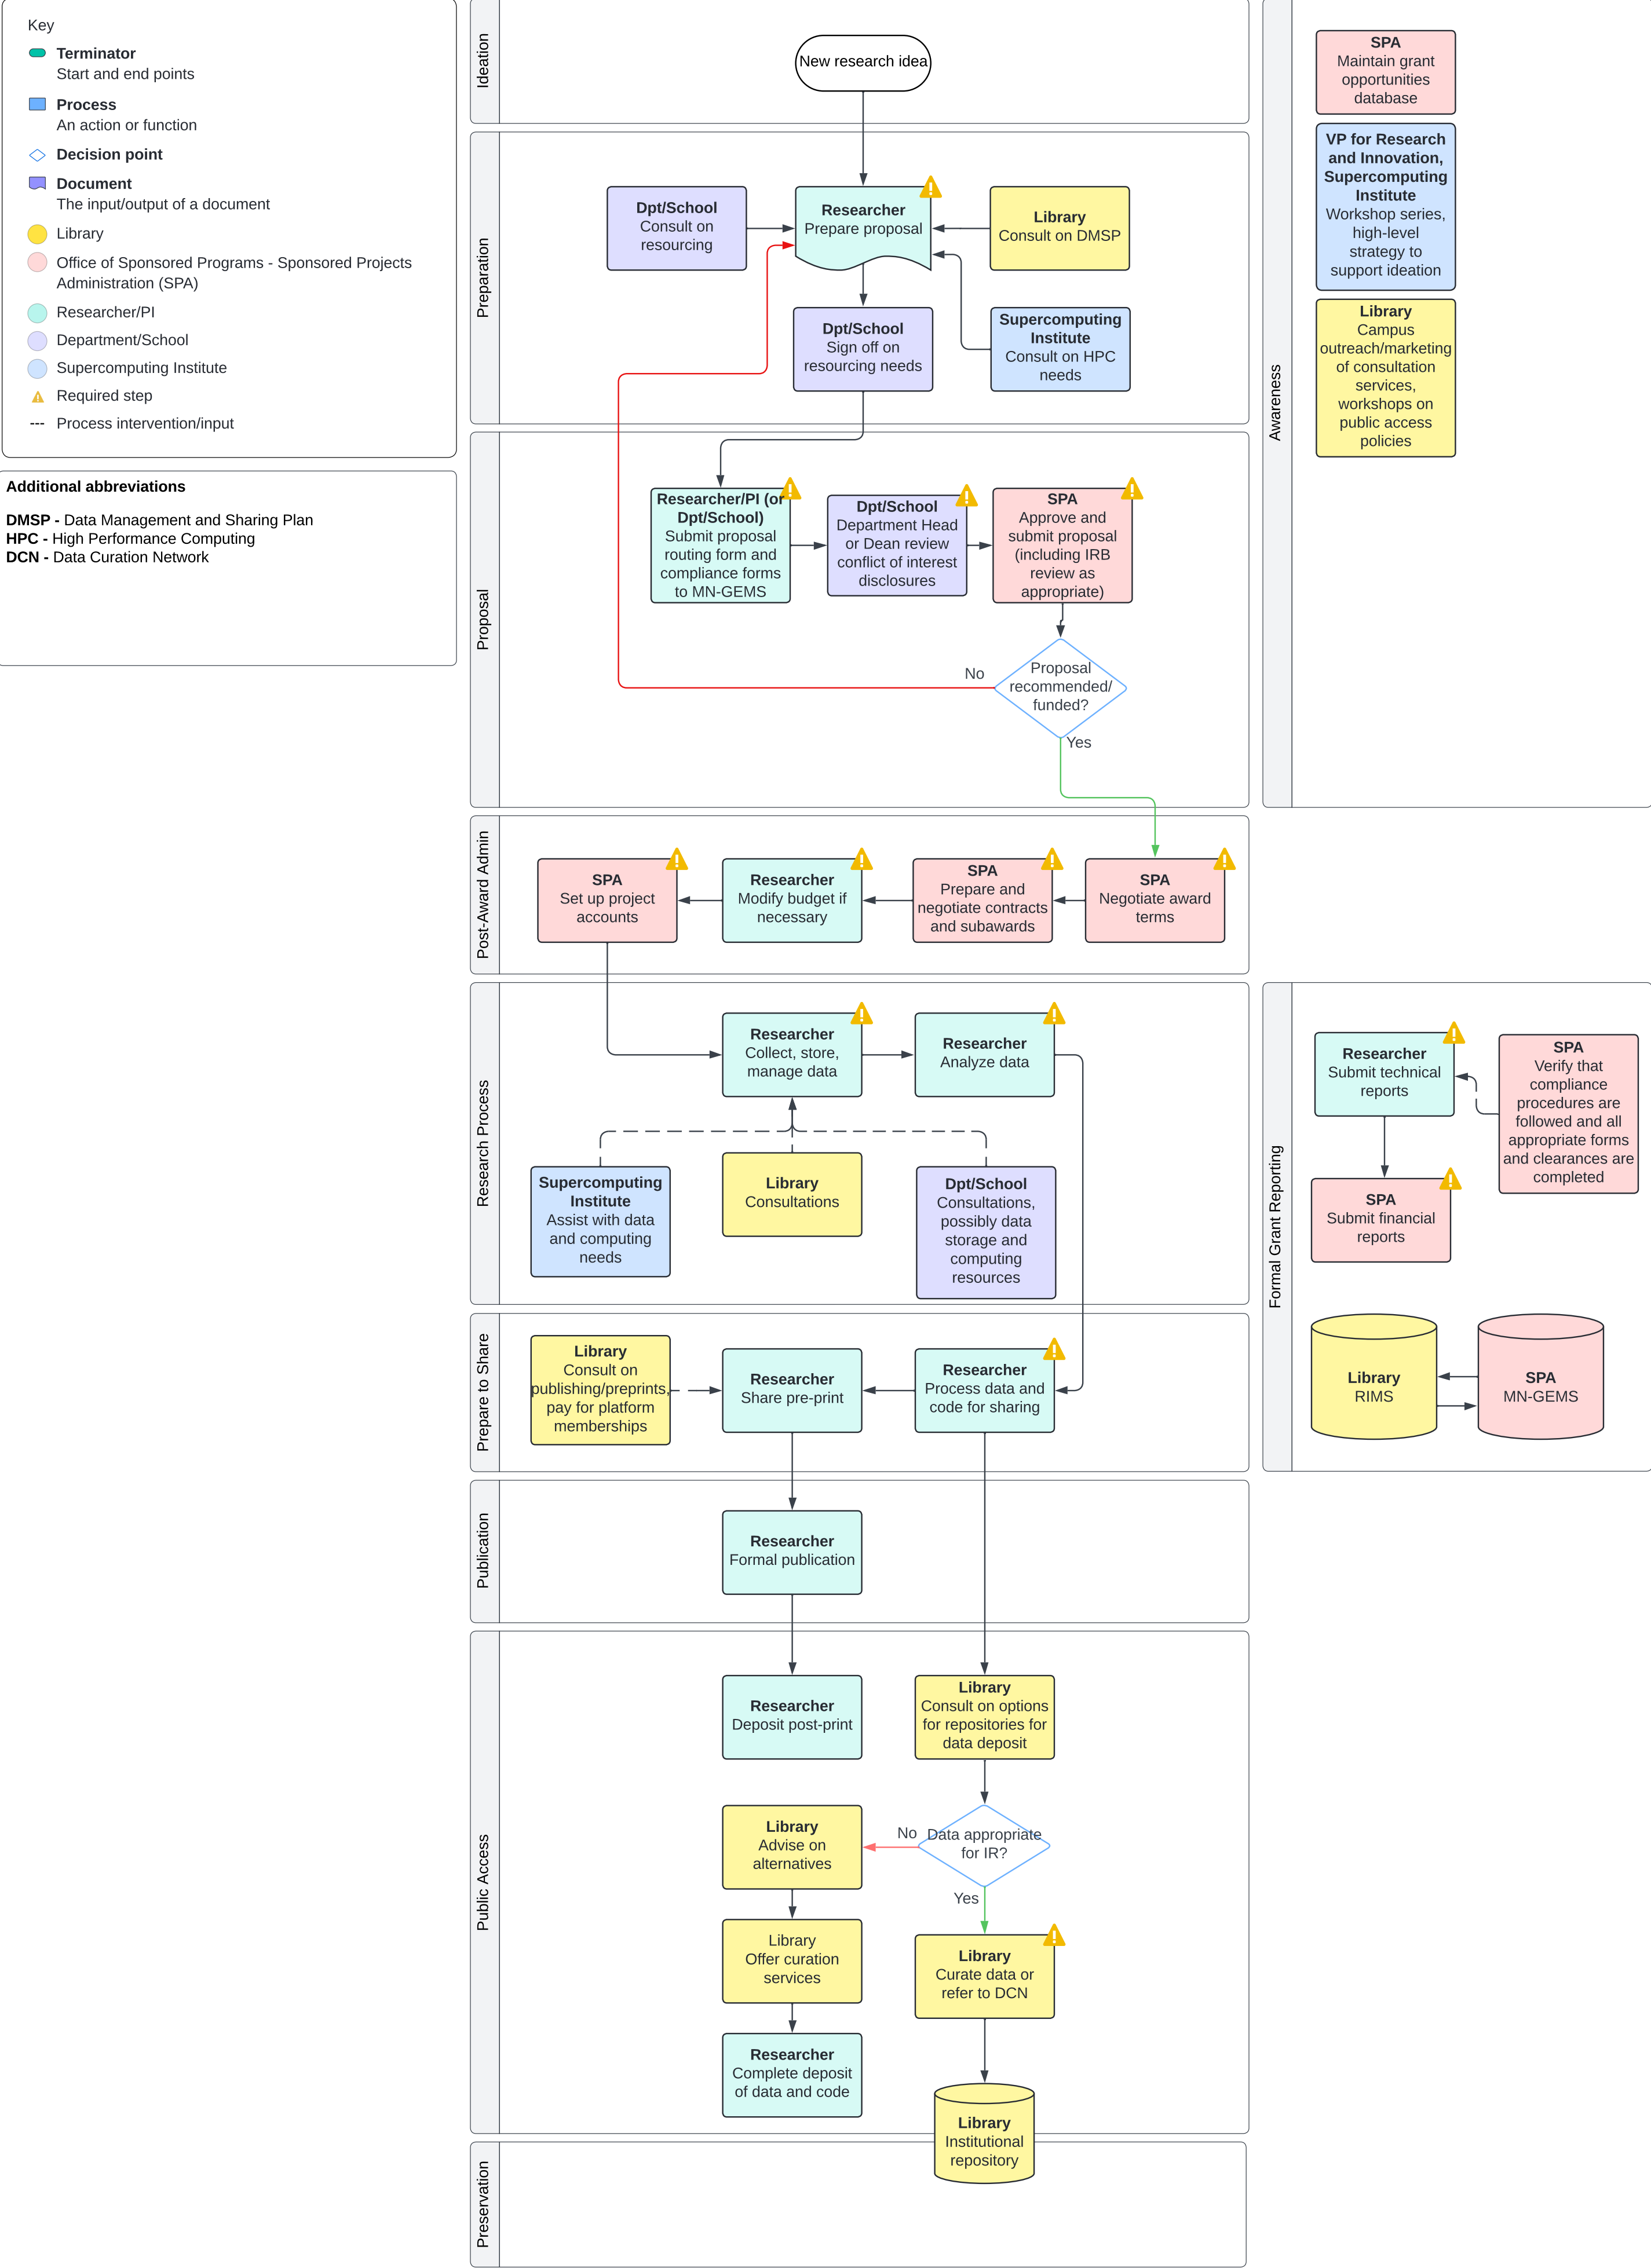 Key
Terminator
Start and end points
Process
An action or function
Decision point
Document
The input/output of a document
Library
Office of Sponsored Programs - Sponsored Projects
Administration (SPA)
Researcher/PI
Department/School
Supercomputing Institute
Required step
Process intervention/input
Additional abbreviations
DMSP - Data Management and Sharing Plan
HPC - High Performance Computing
DCN - Data Curation Network
Ideation
New research idea
Preparation
Dpt/School
Consult on
resourcing
Researcher
Prepare proposal
Library
Consult on DMSP
Dpt/School
Sign off on
resourcing needs
Supercomputing
Institute
Consult on HPC
needs
Proposal
Researcher/PI (or
Dpt/School)
Submit proposal
routing form and
compliance forms
to MN-GEMS
Dpt/School
Department Head
or Dean review
conflict of interest
disclosures
SPA
Approve and
submit proposal
(including IRB
review as
appropriate)
Proposal
recommended/
funded?
No
Yes
Awareness
SPA
Maintain grant
opportunities
database
VP for Research
and Innovation,
Supercomputing
Institute
Workshop series,
high-level
strategy to
support ideation
Library
Campus
outreach/marketing
of consultation
services,
workshops on
public access
policies
Post-Award Admin
SPA
Set up project
accounts
Researcher
Modify budget if
necessary
SPA
Prepare and
negotiate contracts
and subawards
SPA
Negotiate award
terms
Research Process
Researcher
Collect, store,
manage data
Researcher
Analyze data
Supercomputing
Institute
Assist with data
and computing
needs
Library
Consultations
Dpt/School
Consultations,
possibly data
storage and
computing
resources
Formal Grant Reporting
Researcher
Submit technical
reports
SPA
Verify that
compliance
procedures are
followed and all
appropriate forms
and clearances are
completed
SPA
Submit financial
reports
Library
RIMS
SPA
MN-GEMS
Prepare to Share
Library
Consult on
publishing/preprints,
pay for platform
memberships
Researcher
Share pre-print
Researcher
Process data and
code for sharing
Publication
Researcher
Formal publication
Public Access
Researcher
Deposit post-print
Library
Consult on options
for repositories for
data deposit
Library
Advise on
alternatives
No
Data appropriate
for IR?
Yes
Library
Offer curation
services
Library
Curate data or
refer to DCN
Researcher
Complete deposit
of data and code
Library
Institutional
repository
Preservation